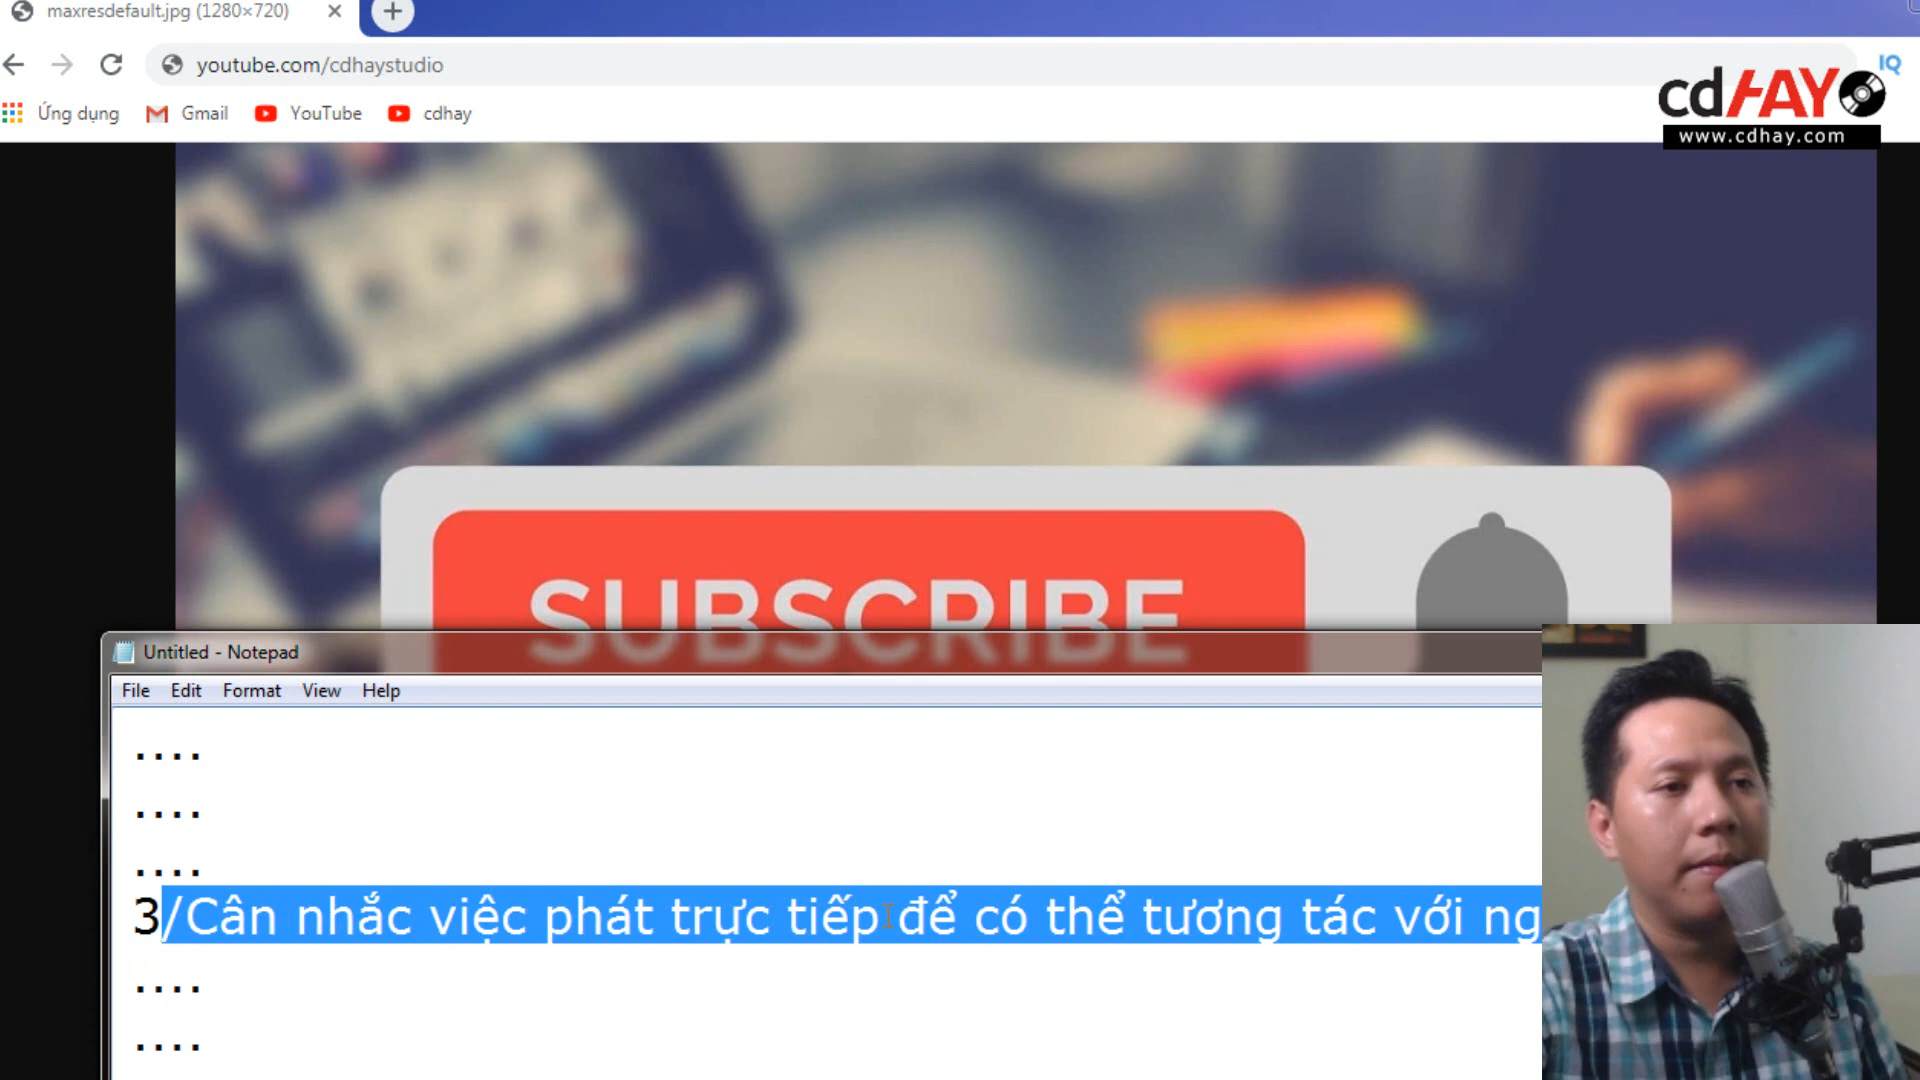 maxresdefault.jpg (1280×720)
youtube.com/cdhaystudio
IQ
cdHAY
www.cdhay.com
Ứng dụng
Gmail
YouTube
cdhay
SUBSCRIBE
Untitled - Notepad
File Edit Format View Help
....
....
....
3/Cân nhắc việc phát trực tiếp để có thể tương tác với ng
....
....